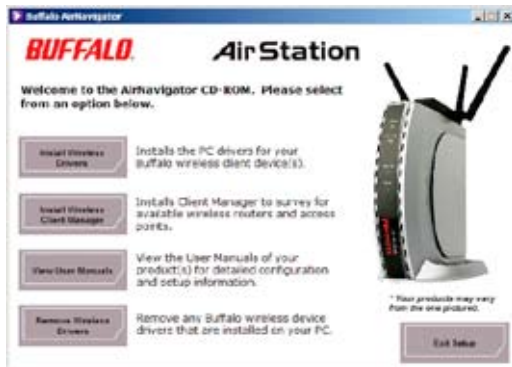 Buffalo AirNavigator
BUFFALO
AirStation
Welcome to the AirNavigator CD-ROM. Please select
from an option below.
Install Wireless
Drivers
Installs the PC drivers for your
Buffalo wireless client device(s).
Install Wireless
Client Manager
Installs Client Manager to survey for
available wireless routers and access
points.
View User Manuals
View the User Manuals of your
product(s) for detailed configuration
and setup information.
Remove Wireless
Drivers
Remove any Buffalo wireless device
drivers that are installed on your PC.
* Your products may vary
from the one pictured.
Exit Setup